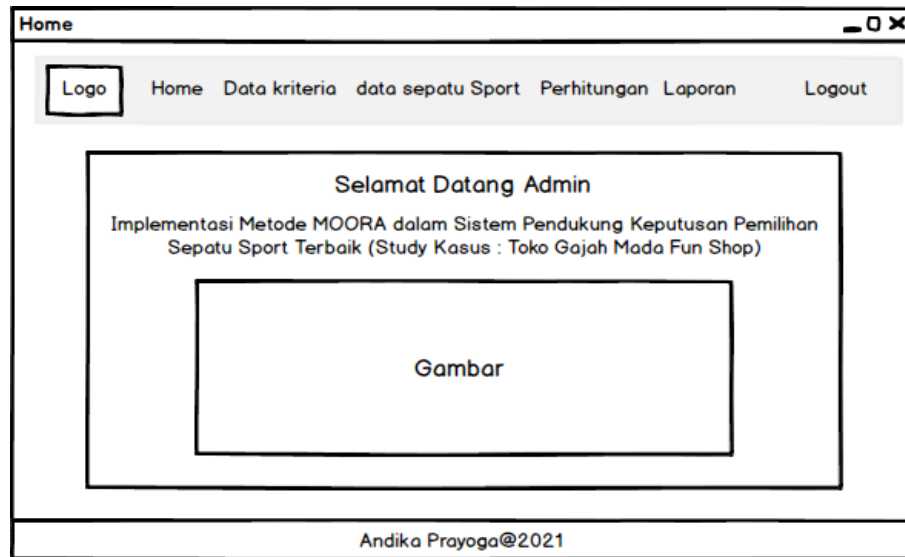 Home
Logo Home Data kriteria data sepatu Sport Perhitungan Laporan Logout
Selamat Datang Admin
Implementasi Metode MOORA dalam Sistem Pendukung Keputusan Pemilihan
Sepatu Sport Terbaik (Study Kasus : Toko Gajah Mada Fun Shop)
Gambar
Andika Prayoga@2021